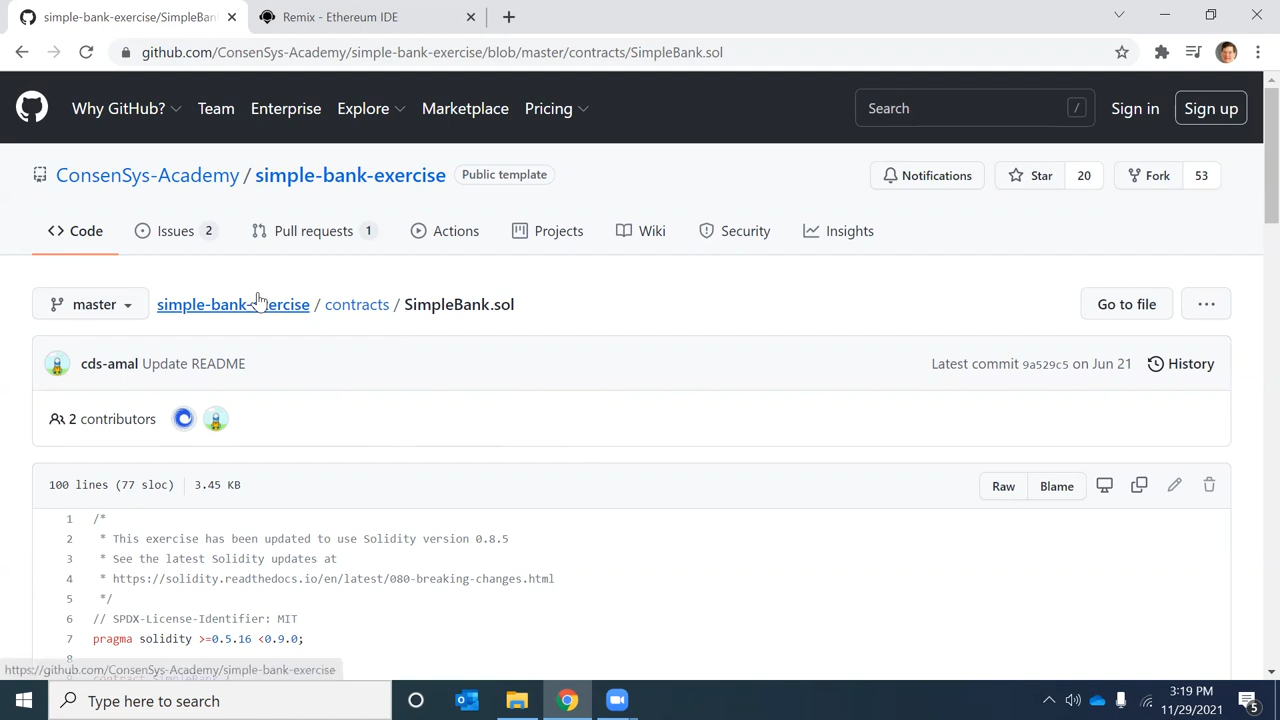 simple-bank-exercise/SimpleBan
Remix - Ethereum IDE
github.com/ConsenSys-Academy/simple-bank-exercise/blob/master/contracts/SimpleBank.sol
Why GitHub? Team Enterprise Explore Marketplace Pricing
Search /
Sign in Sign up
ConsenSys-Academy / simple-bank-exercise Public template
Notifications Star 20 Fork 53
<> Code Issues 2 Pull requests 1 Actions Projects Wiki Security Insights
master simple-bank-exercise / contracts / SimpleBank.sol Go to file ...
cds-amal Update README Latest commit 9a529c5 on Jun 21 History
2 contributors
100 lines (77 sloc) 3.45 KB Raw Blame
1 /*
2 * This exercise has been updated to use Solidity version 0.8.5
3 * See the latest Solidity updates at
4 * https://solidity.readthedocs.io/en/latest/080-breaking-changes.html
5 */
6 // SPDX-License-Identifier: MIT
7 pragma solidity >=0.5.16 <0.9.0;
8
https://github.com/ConsenSys-Academy/simple-bank-exercise
Type here to search
3:19 PM
11/29/2021
5